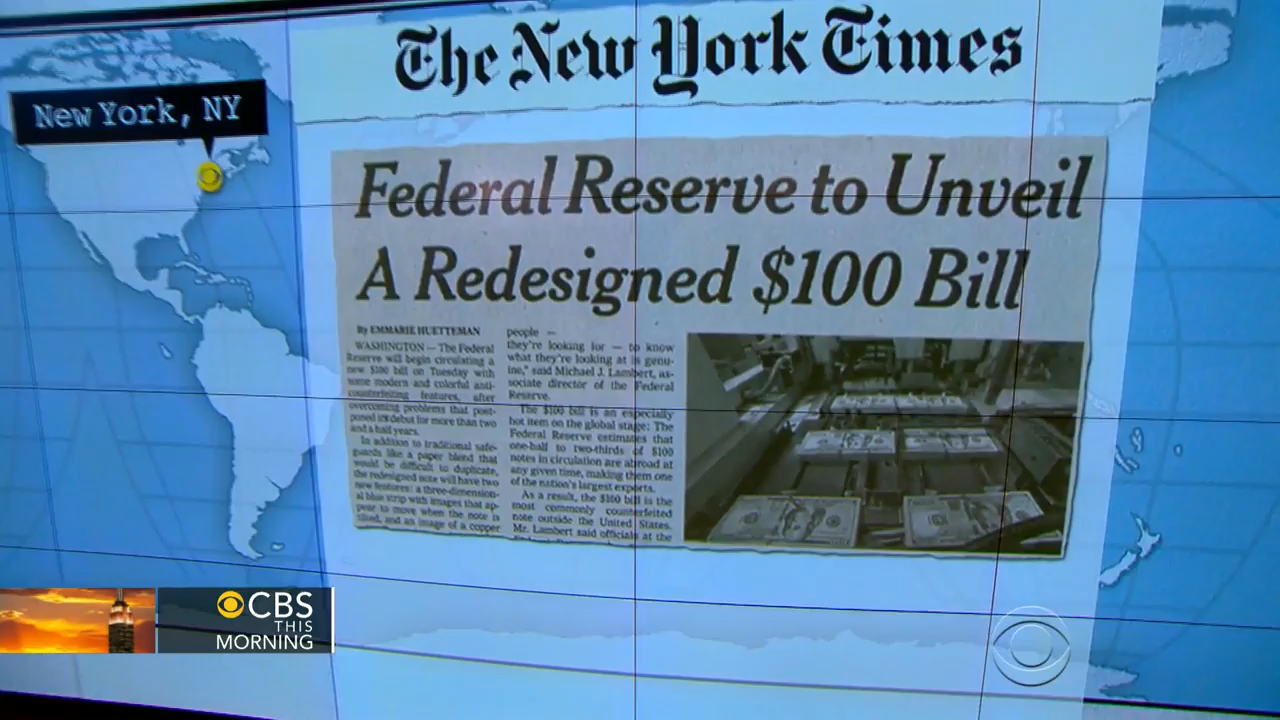 The New York Times
New York, NY
Federal Reserve to Unveil
A Redesigned $100 Bill
By EMMARIE HUETTEMAN
WASHINGTON — The Federal
Reserve will begin circulating a
new $100 bill on Tuesday with
some modern and colorful anti-
counterfeiting features, after
overcoming problems that post-
poned its debut for more than two
and a half years.
In addition to traditional safe-
guards like a paper blend that
would be difficult to duplicate,
the redesigned note will have two
new features: a three-dimension-
al blue strip with images that ap-
pear to move when the note is
tilted, and an image of a copper
people —
they're looking for — to know
what they're looking at is genu-
ine," said Michael J. Lambert, as-
sociate director of the Federal
Reserve.
The $100 bill is an especially
hot item on the global stage: The
Federal Reserve estimates that
one-half to two-thirds of $100
notes in circulation are abroad at
any given time, making them one
of the nation's largest exports.
As a result, the $100 bill is the
most commonly counterfeited
note outside the United States.
Mr. Lambert said officials at the
CBS
THIS
MORNING